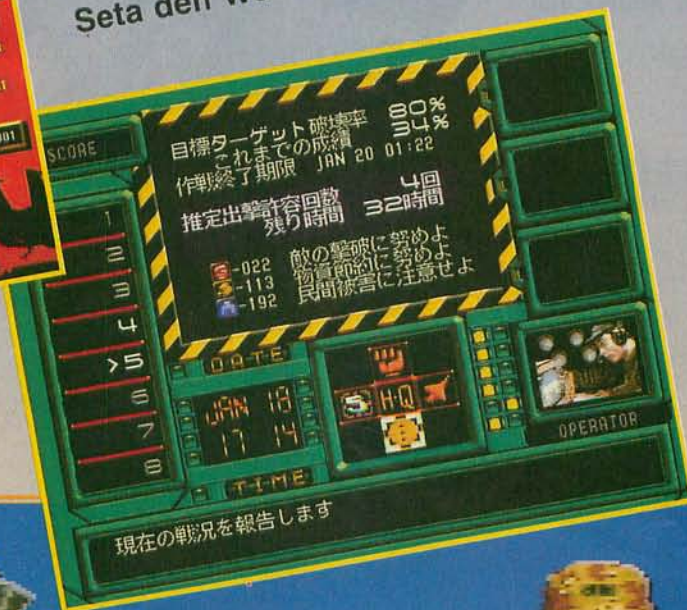 Seta den
SCORE
目標ターゲット破壊率 80%
これまでの成績 34%
作戦終了期限 JAN 20 01:22
推定出撃許容回数 4回
残り時間 32時間
-022 敵の撃破に努めよ
-113 物資節約に努めよ
-192 民間被害に注意せよ
1
2
3
4
>5
6
7
8
DATE
JAN 18
17 14
TIME
H·Q
OPERATOR
現在の戦況を報告します